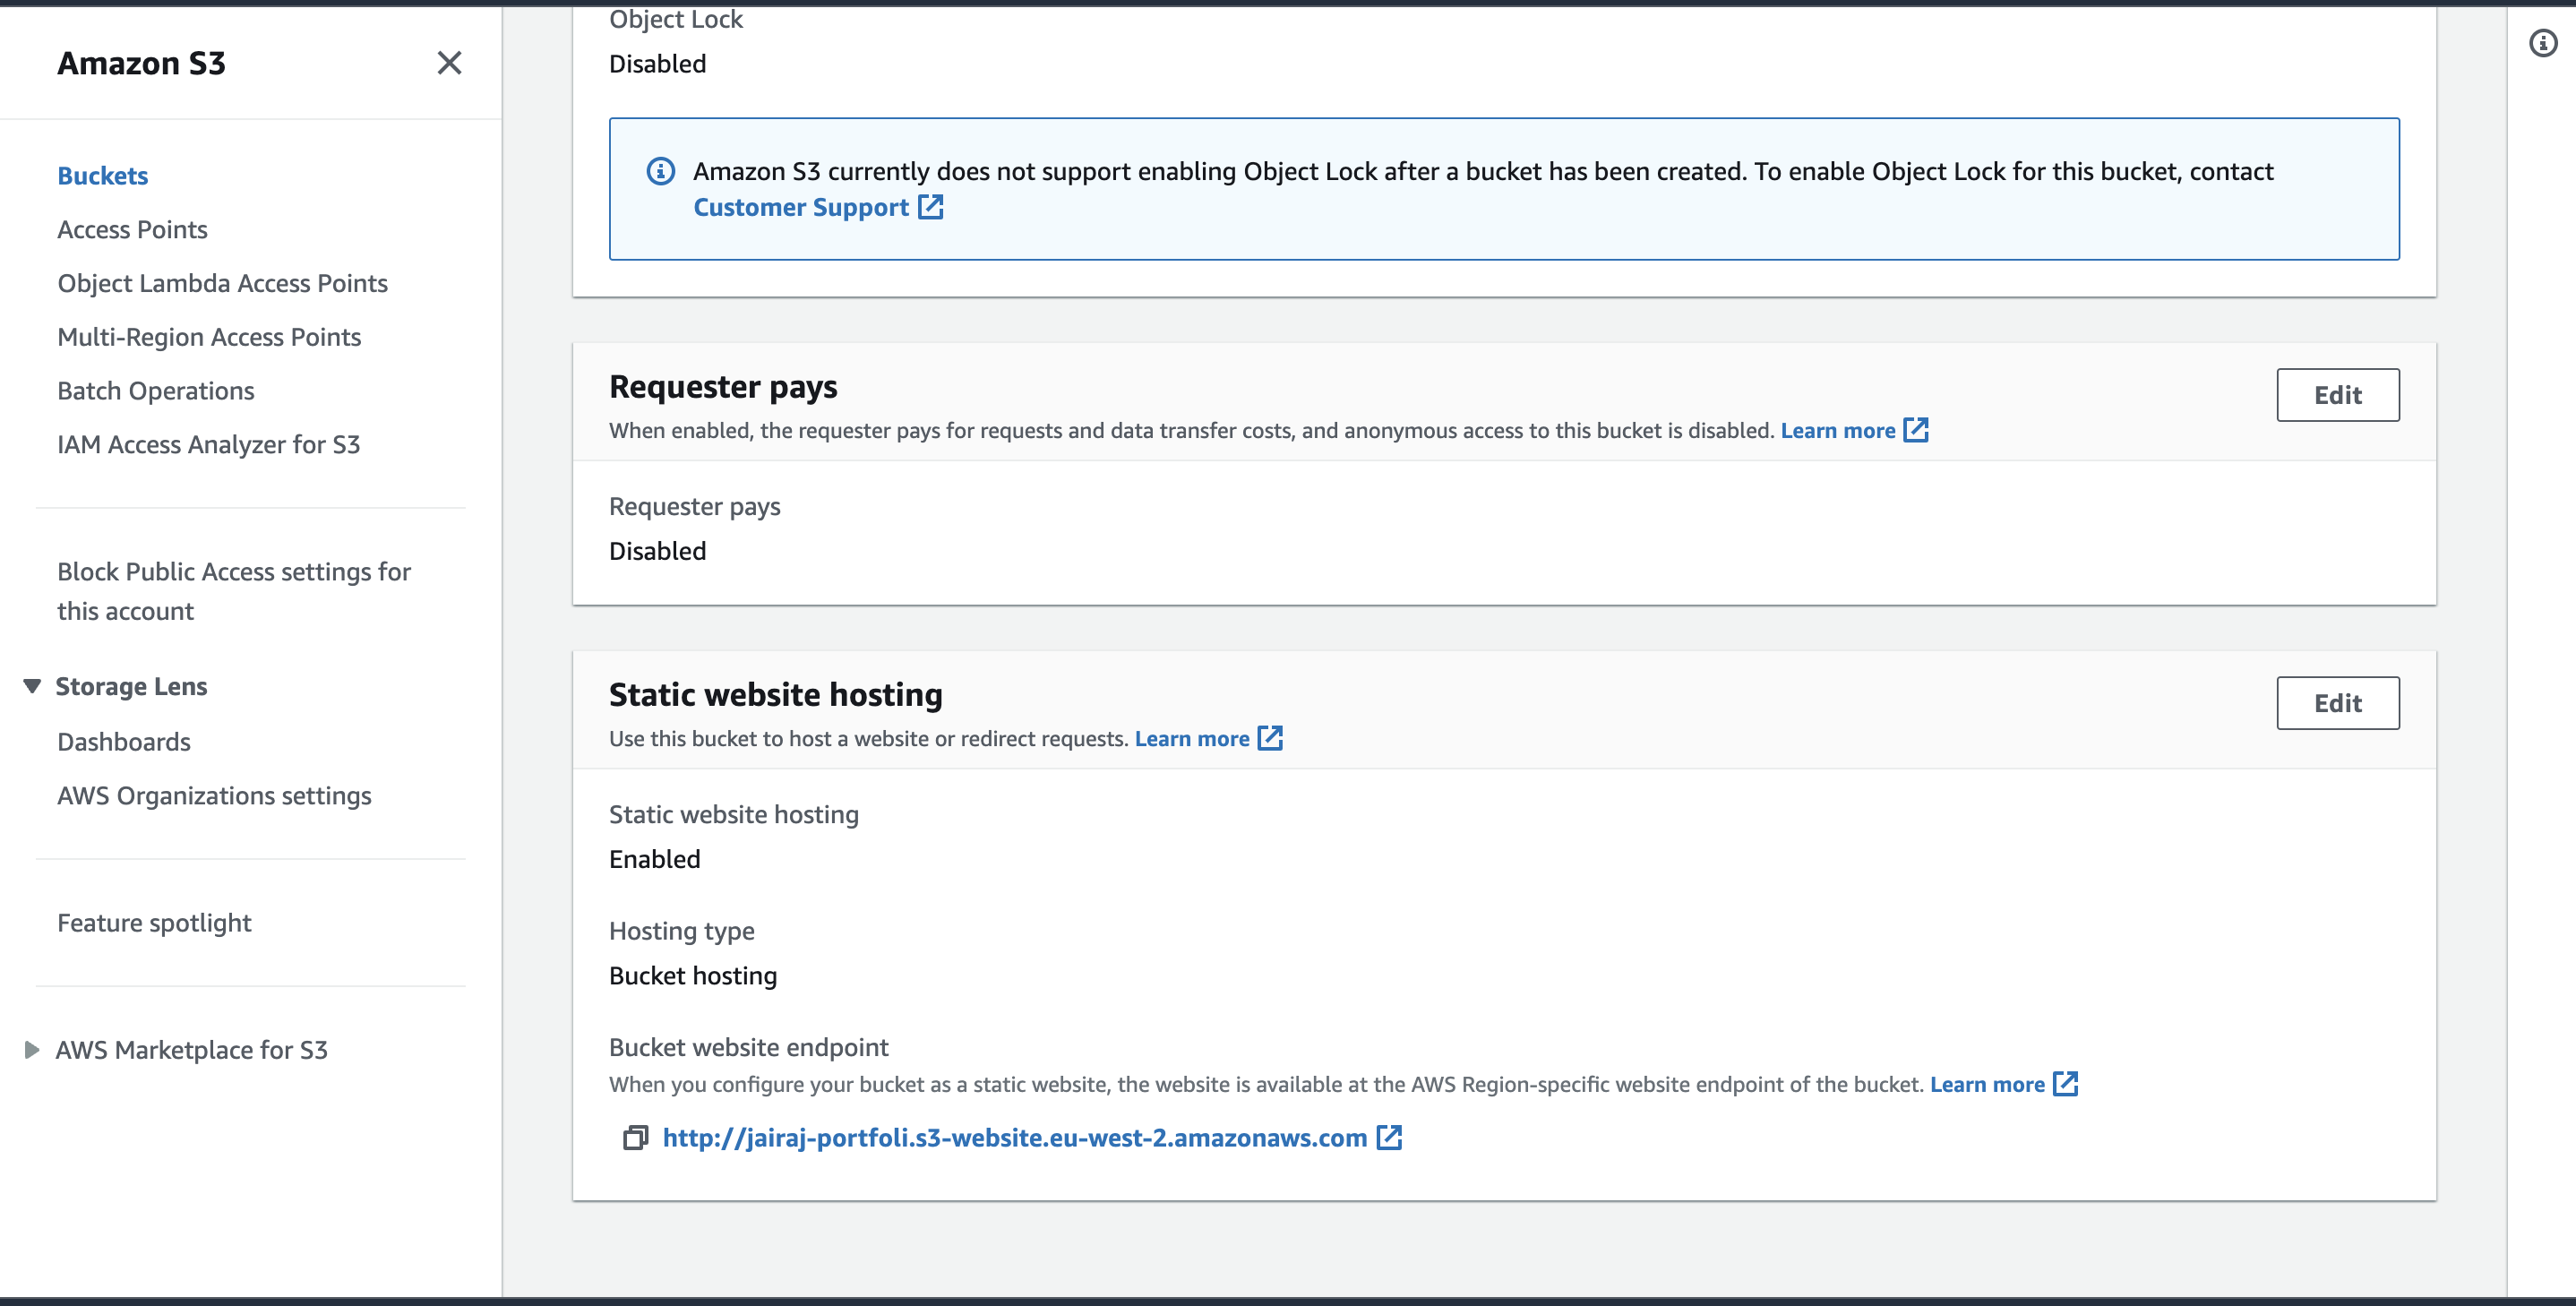 Amazon S3
Buckets
Access Points
Object Lambda Access Points
Multi-Region Access Points
Batch Operations
IAM Access Analyzer for S3
Block Public Access settings for
this account
Storage Lens
Dashboards
AWS Organizations settings
Feature spotlight
AWS Marketplace for S3
Object Lock
Disabled
Amazon S3 currently does not support enabling Object Lock after a bucket has been created. To enable Object Lock for this bucket, contact
Customer Support
Requester pays
Edit
When enabled, the requester pays for requests and data transfer costs, and anonymous access to this bucket is disabled. Learn more
Requester pays
Disabled
Static website hosting
Edit
Use this bucket to host a website or redirect requests. Learn more
Static website hosting
Enabled
Hosting type
Bucket hosting
Bucket website endpoint
When you configure your bucket as a static website, the website is available at the AWS Region-specific website endpoint of the bucket. Learn more
http://jairaj-portfoli.s3-website.eu-west-2.amazonaws.com